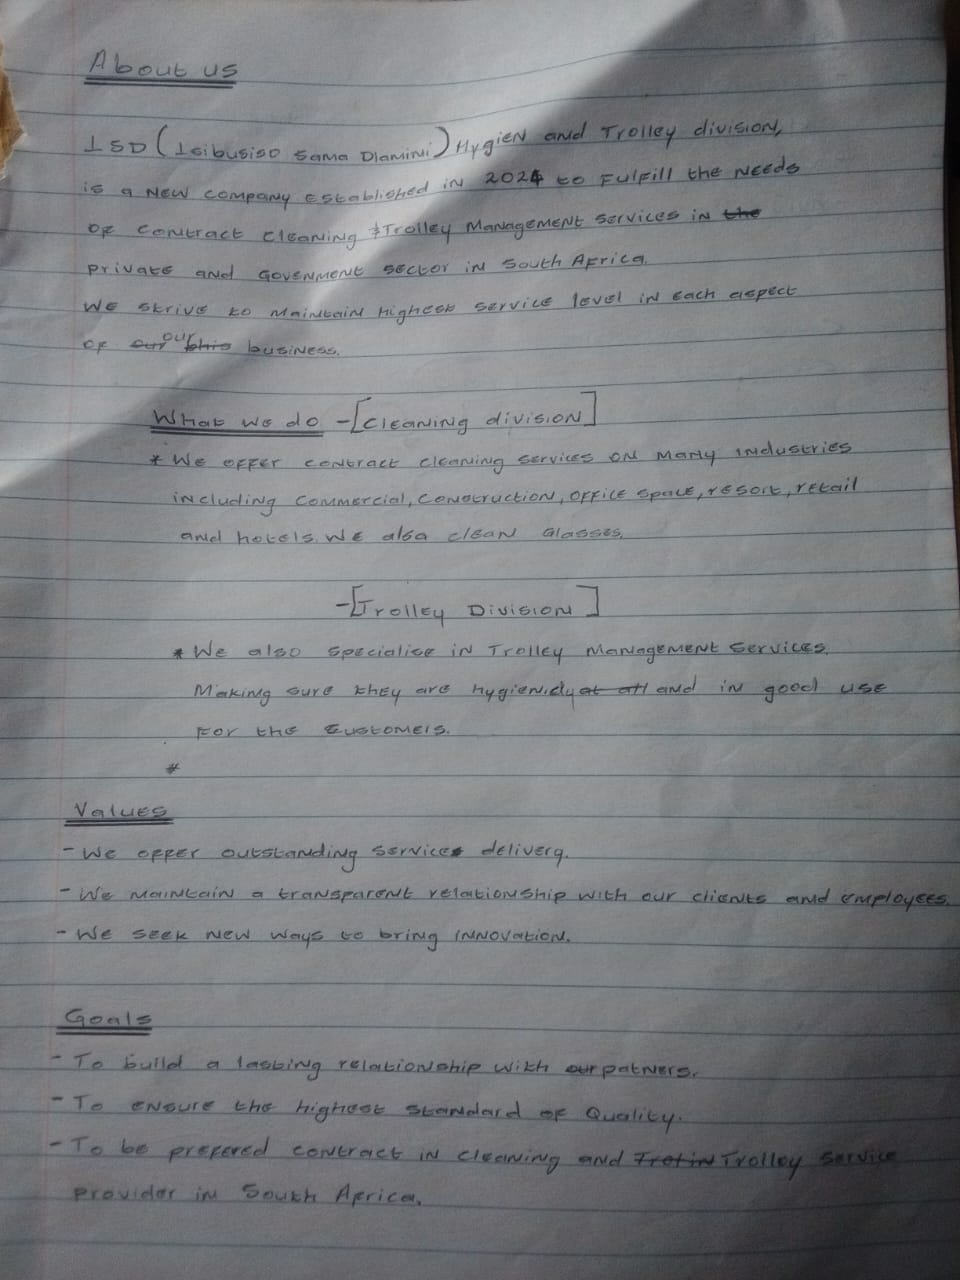 About us
ISD (Isibusiso Sama Dlamini) Hygien and Trolley division,
is a New company Established in 2024 to Fulfill the Needs
of contract cleaning & Trolley Management Services in the
private and Govenment sector in South Africa.
We strive to Maintain Highest service level in each aspect
of our our this business.
What we do - [Cleaning division]
* We offer contract cleaning services on many industries
including commercial, construction, office space, resort, retail
and hotels. We also clean Glasses.
- [Trolley Division]
* We also specialise in Trolley Management Services.
Making sure they are hygienicly at all and in good use
For the Customers.
*
Values
- We offer outstanding services delivery.
- We maintain a transparent relationship with our clients and employees.
- We seek new ways to bring innovation.
Goals
- To build a lasting relationship with our patners.
- To ensure the highest standard of Quality.
- To be prefered contract in cleaning and Trolley Service
provider in South Africa.